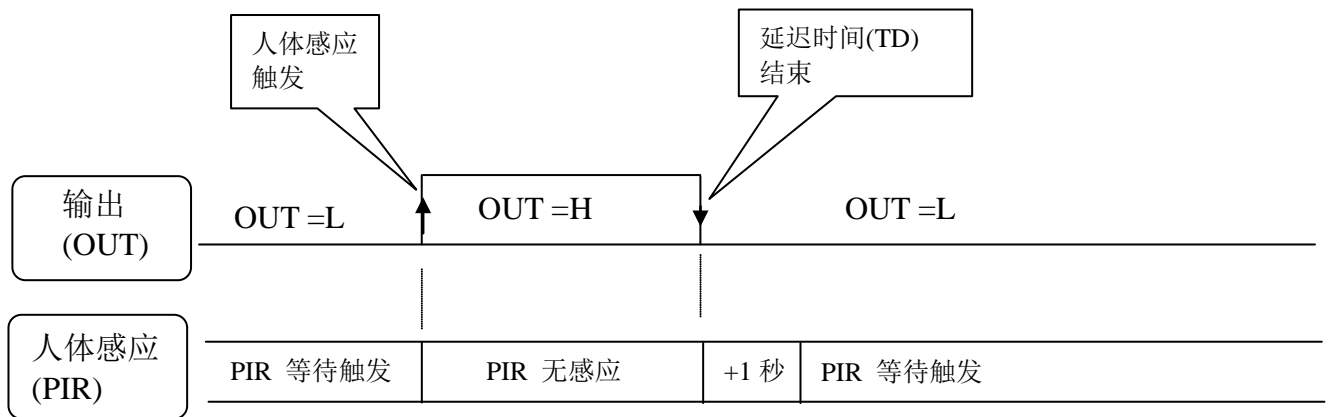 人体感应
触发
延迟时间(TD)
结束
输出
(OUT)
OUT =L
OUT =H
OUT =L
人体感应
(PIR)
PIR 等待触发
PIR 无感应
+1 秒
PIR 等待触发